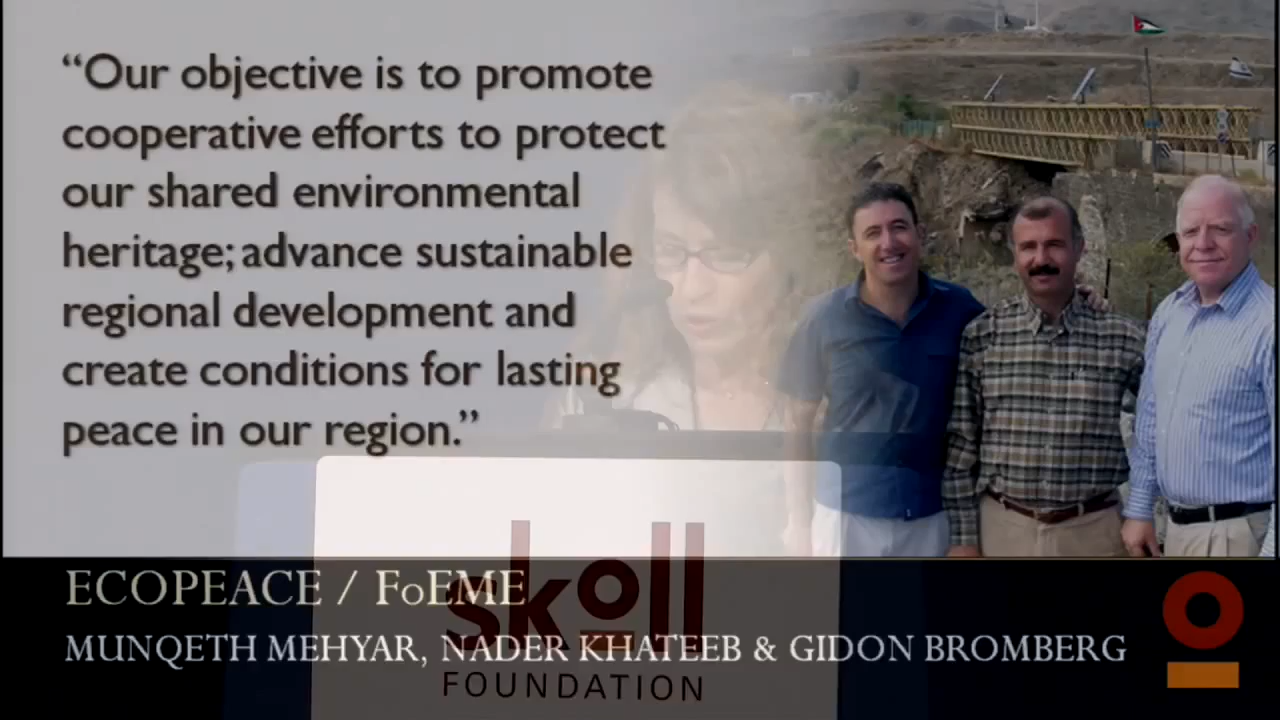 “Our objective is to promote
cooperative efforts to protect
our shared environmental
heritage; advance sustainable
regional development and
create conditions for lasting
peace in our region.”
ECOPEACE / FoEME
MUNQETH MEHYAR, NADER KHATEEB & GIDON BROMBERG
skoll
FOUNDATION